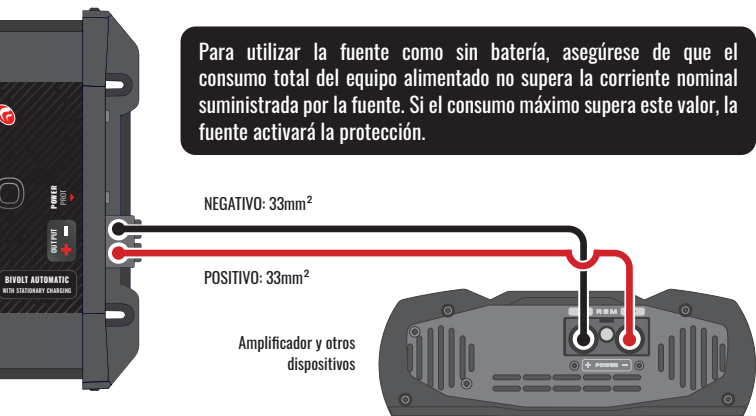 Para utilizar la fuente como sin batería, asegúrese de que el
consumo total del equipo alimentado no supera la corriente nominal
suministrada por la fuente. Si el consumo máximo supera este valor, la
fuente activará la protección.
POWER
PROT
NEGATIVO: 33mm²
OUTPUT
+ −
POSITIVO: 33mm²
BIVOLT AUTOMATIC
WITH STATIONARY CHARGING
Amplificador y otros
dispositivos
REM
+ POWER −